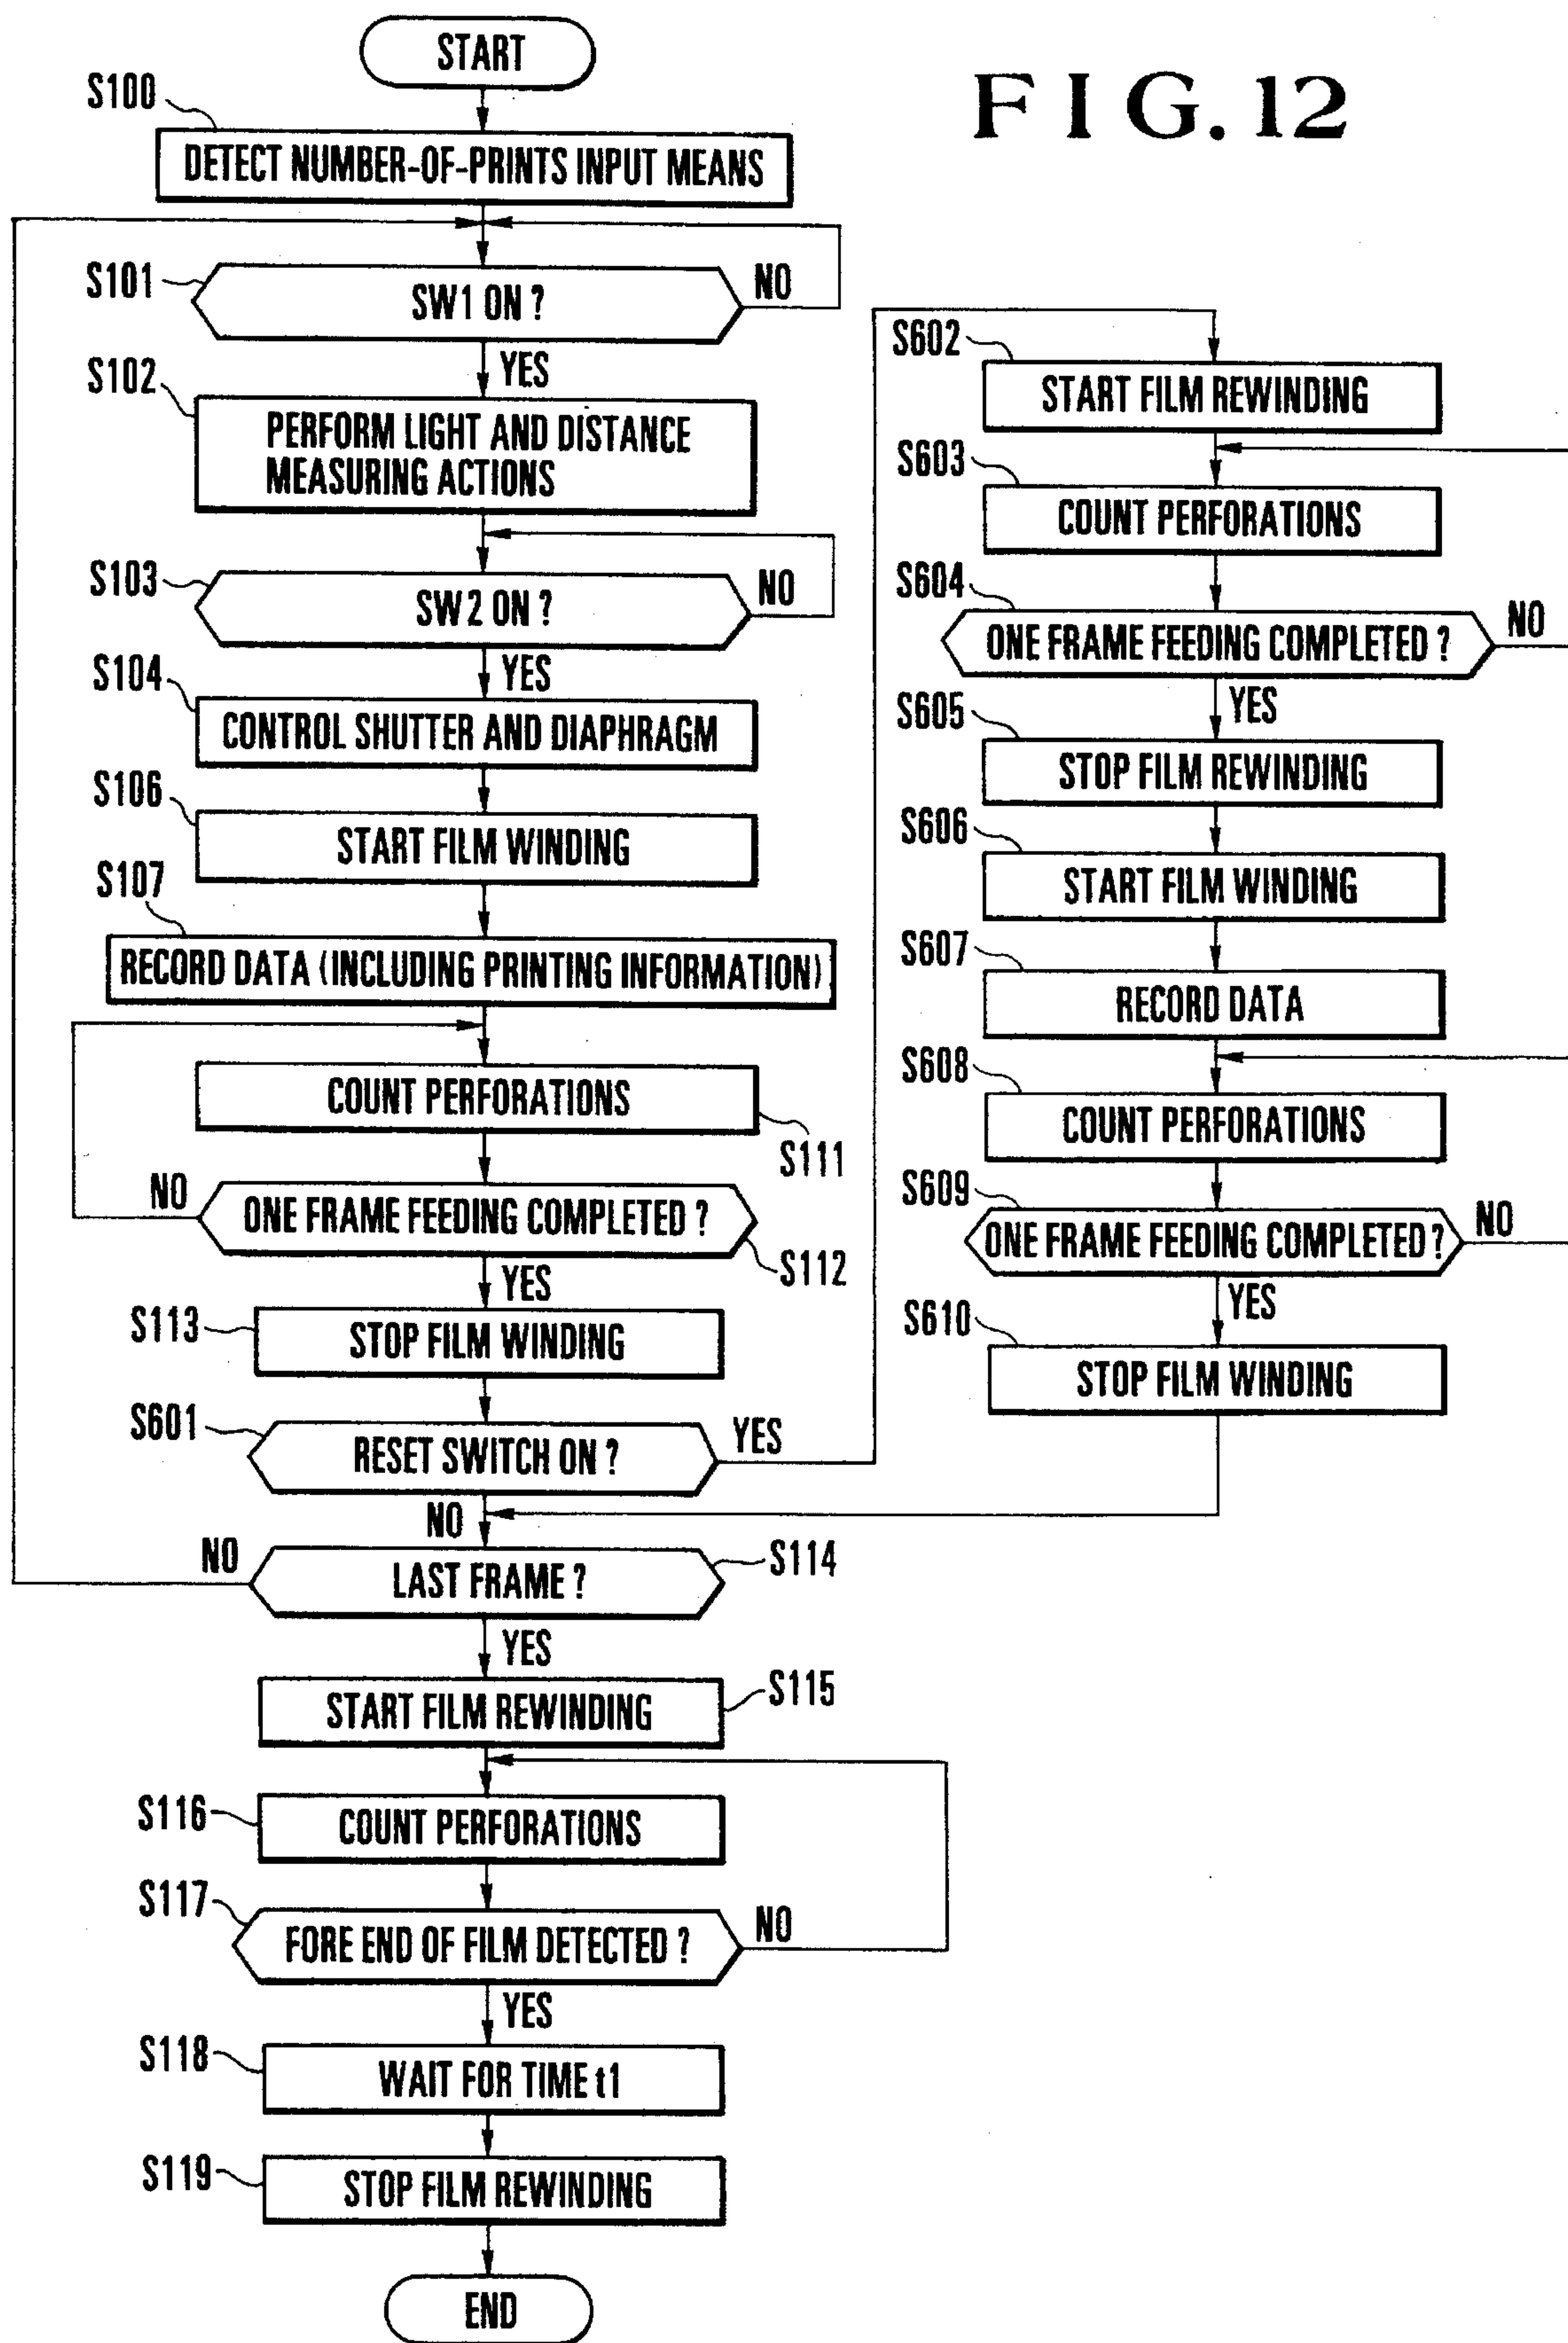 FIG. 12
START
S100
DETECT NUMBER-OF-PRINTS INPUT MEANS
S101
SW1 ON ?
NO
YES
S102
PERFORM LIGHT AND DISTANCE
MEASURING ACTIONS
S103
SW2 ON ?
NO
YES
S104
CONTROL SHUTTER AND DIAPHRAGM
S106
START FILM WINDING
S107
RECORD DATA (INCLUDING PRINTING INFORMATION)
COUNT PERFORATIONS
S111
NO
ONE FRAME FEEDING COMPLETED ?
S112
YES
S113
STOP FILM WINDING
S601
RESET SWITCH ON ?
YES
NO
NO
LAST FRAME ?
S114
YES
START FILM REWINDING
S115
S116
COUNT PERFORATIONS
S117
FORE END OF FILM DETECTED ?
NO
YES
S118
WAIT FOR TIME t1
S119
STOP FILM REWINDING
END
S602
START FILM REWINDING
S603
COUNT PERFORATIONS
S604
ONE FRAME FEEDING COMPLETED ?
NO
YES
S605
STOP FILM REWINDING
S606
START FILM WINDING
S607
RECORD DATA
S608
COUNT PERFORATIONS
S609
ONE FRAME FEEDING COMPLETED ?
NO
YES
S610
STOP FILM WINDING